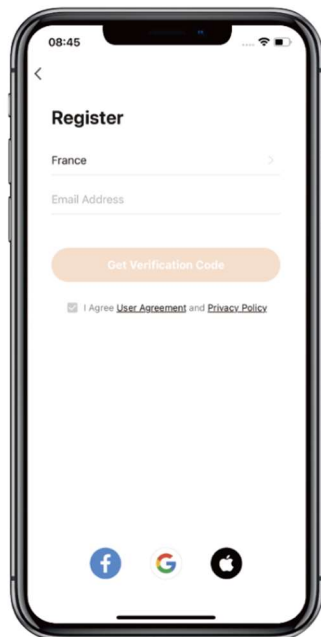 08:45
Register
France
Email Address
Get Verification Code
I Agree User Agreement and Privacy Policy